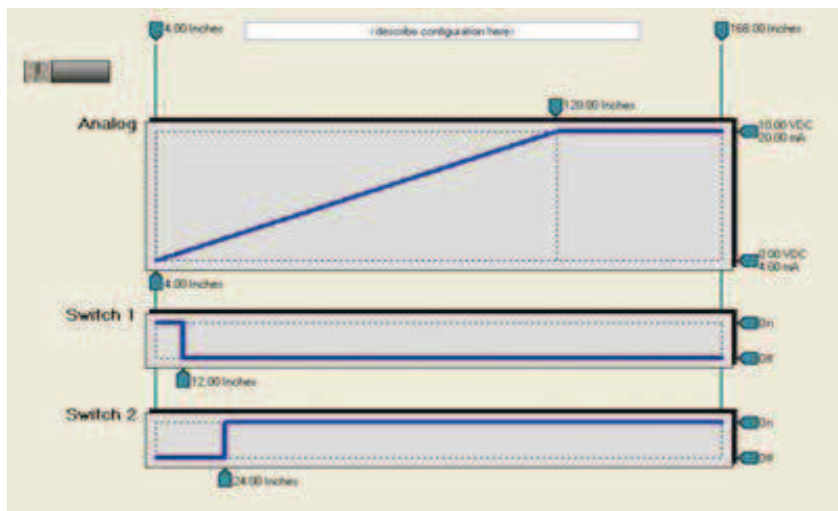 4.00 Inches
(describe configuration here)
168.00 Inches
120.00 Inches
Analog
10.00 VDC
20.00 mA
0.00 VDC
4.00 mA
4.00 Inches
Switch 1
On
Off
12.00 Inches
Switch 2
On
Off
24.00 Inches